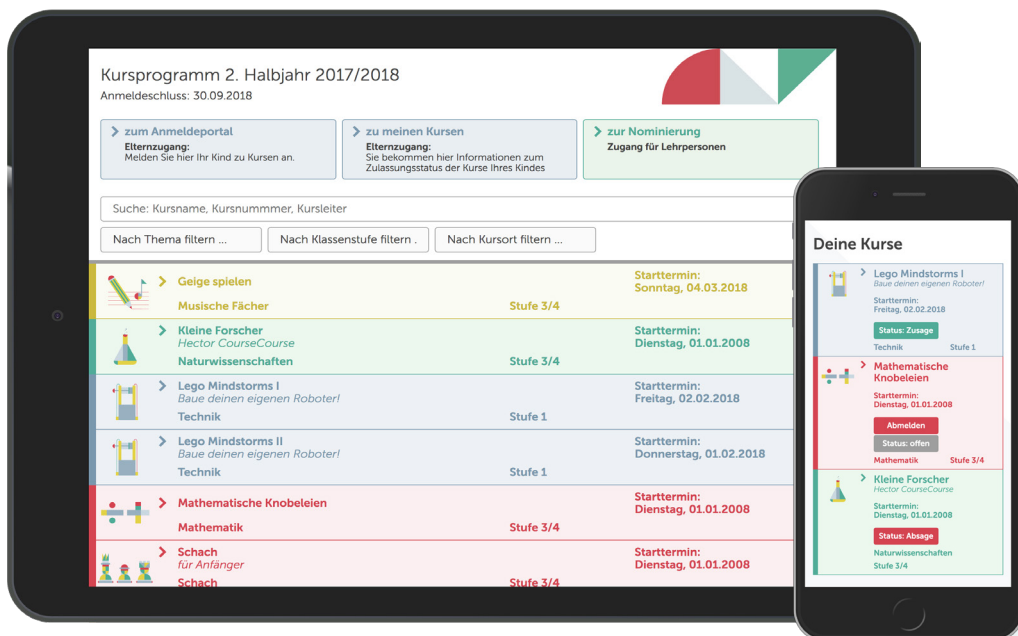 Kursprogramm 2. Halbjahr 2017/2018
Anmeldeschluss: 30.09.2018
zum Anmeldeportal
Elternzugang:
Melden Sie hier Ihr Kind zu Kursen an.
zu meinen Kursen
Elternzugang:
Sie bekommen hier Informationen zum
Zulassungsstatus der Kurse Ihres Kindes
zur Nominierung
Zugang für Lehrpersonen
Suche: Kursname, Kursnummmer, Kursleiter
Nach Thema filtern ...
Nach Klassenstufe filtern .
Nach Kursort filtern ...
Geige spielen
Starttermin:
Sonntag, 04.03.2018
Musische Fächer
Stufe 3/4
Kleine Forscher
Hector CourseCourse
Starttermin:
Dienstag, 01.01.2008
Naturwissenschaften
Stufe 3/4
Lego Mindstorms I
Baue deinen eigenen Roboter!
Starttermin:
Freitag, 02.02.2018
Technik
Stufe 1
Lego Mindstorms II
Baue deinen eigenen Roboter!
Starttermin:
Donnerstag, 01.02.2018
Technik
Stufe 1
Mathematische Knobeleien
Starttermin:
Dienstag, 01.01.2008
Mathematik
Stufe 3/4
Schach
für Anfänger
Starttermin:
Dienstag, 01.01.2008
Schach
Stufe 3/4
Deine Kurse
Lego Mindstorms I
Baue deinen eigenen Roboter!
Starttermin:
Freitag, 02.02.2018
Status: Zusage
Technik
Stufe 1
Mathematische
Knobeleien
Starttermin:
Dienstag, 01.01.2008
Abmelden
Status: offen
Mathematik
Stufe 3/4
Kleine Forscher
Hector CourseCourse
Starttermin:
Dienstag, 01.01.2008
Status: Absage
Naturwissenschaften
Stufe 3/4